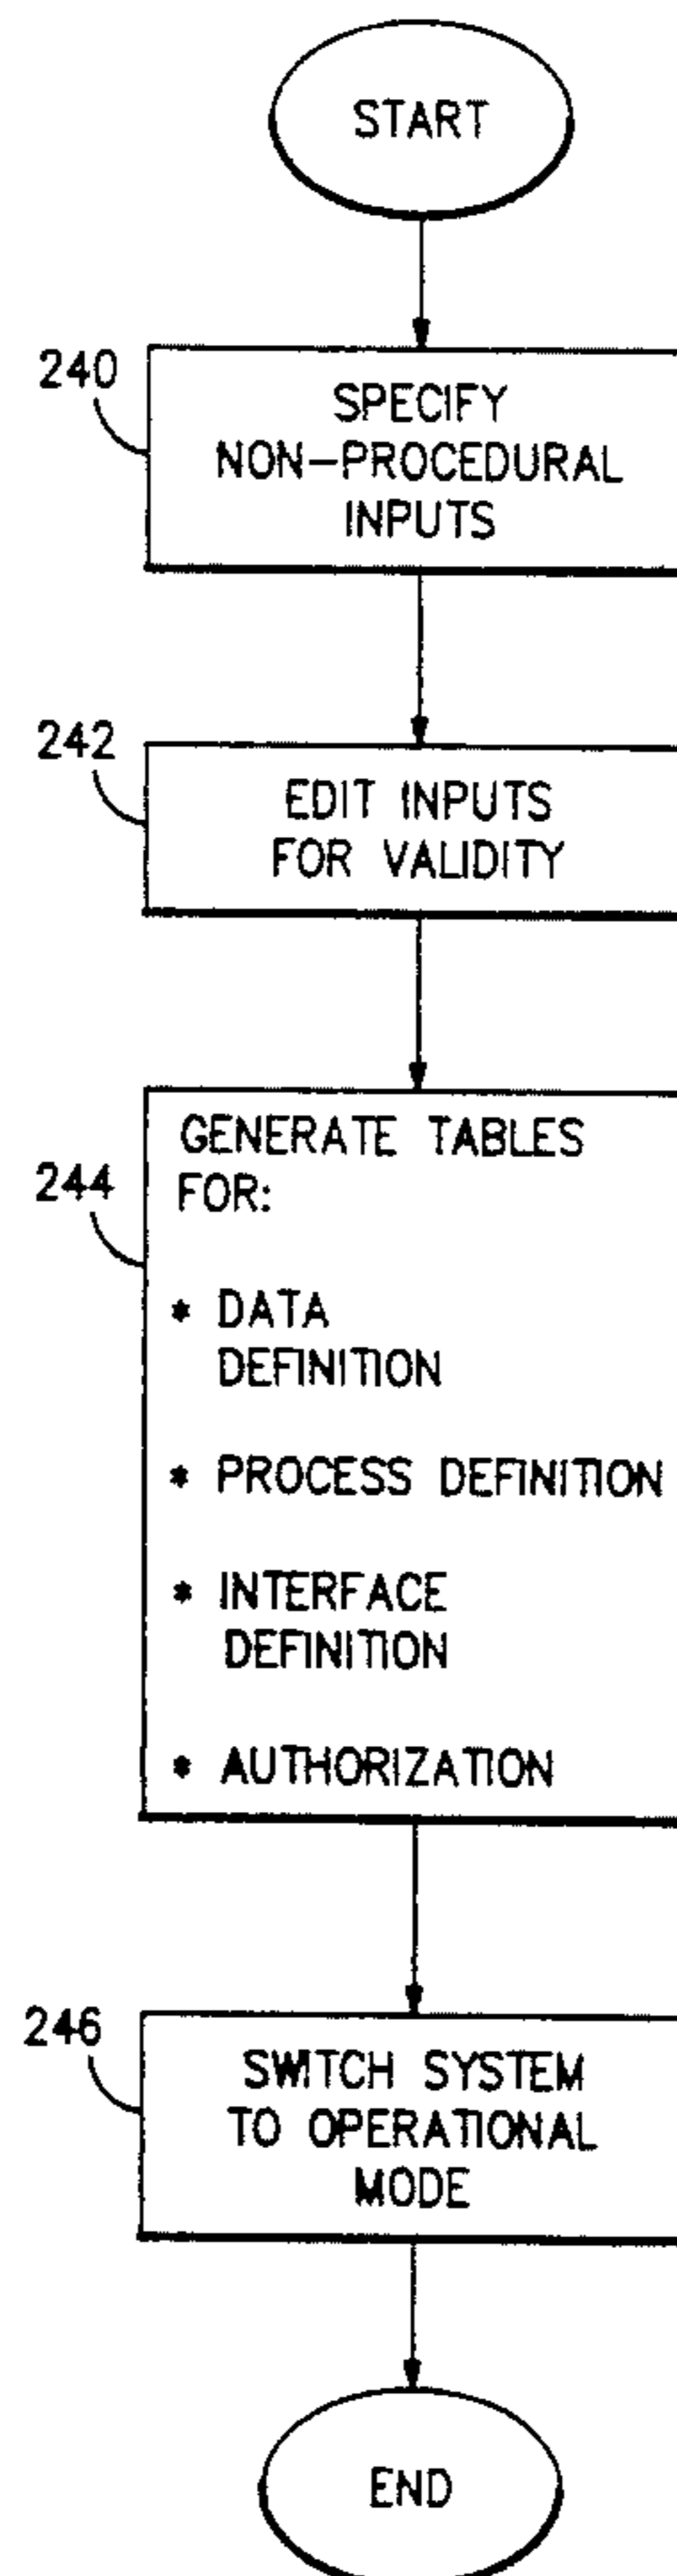 START
240
SPECIFY
NON-PROCEDURAL
INPUTS
242
EDIT INPUTS
FOR VALIDITY
244
GENERATE TABLES
FOR:
* DATA
DEFINITION
* PROCESS DEFINITION
* INTERFACE
DEFINITION
* AUTHORIZATION
246
SWITCH SYSTEM
TO OPERATIONAL
MODE
END